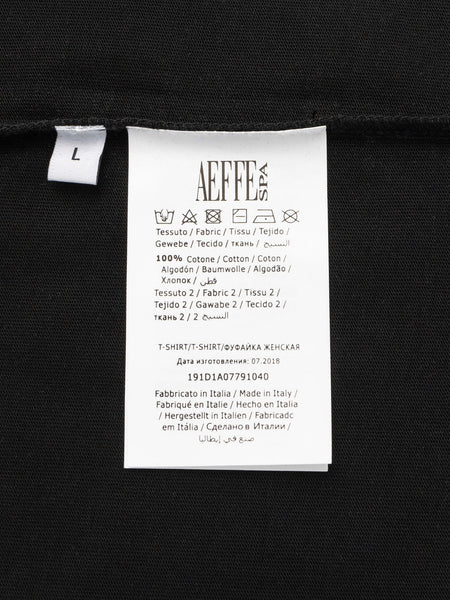 L
AEFFE SPA
Tessuto / Fabric / Tissu / Tejido /
Gewebe / Tecido / ткань / النسيج
100% Cotone / Cotton / Coton /
Algodón / Baumwolle / Algodão /
Хлопок / قطن
Tessuto 2 / Fabric 2 / Tissu 2 /
Tejido 2 / Gawabe 2 / Tecido 2 /
ткань 2 / 2 النسيج
T-SHIRT/T-SHIRT/ФУФАЙКА ЖЕНСКАЯ
Дата изготовления: 07.2018
191D1A07791040
Fabbricato in Italia / Made in Italy /
Fabriqué en Italie / Hecho en Italia
/ Hergestellt in Italien / Fabricado
em Itália / Сделано в Италии /
صنع في إيطاليا